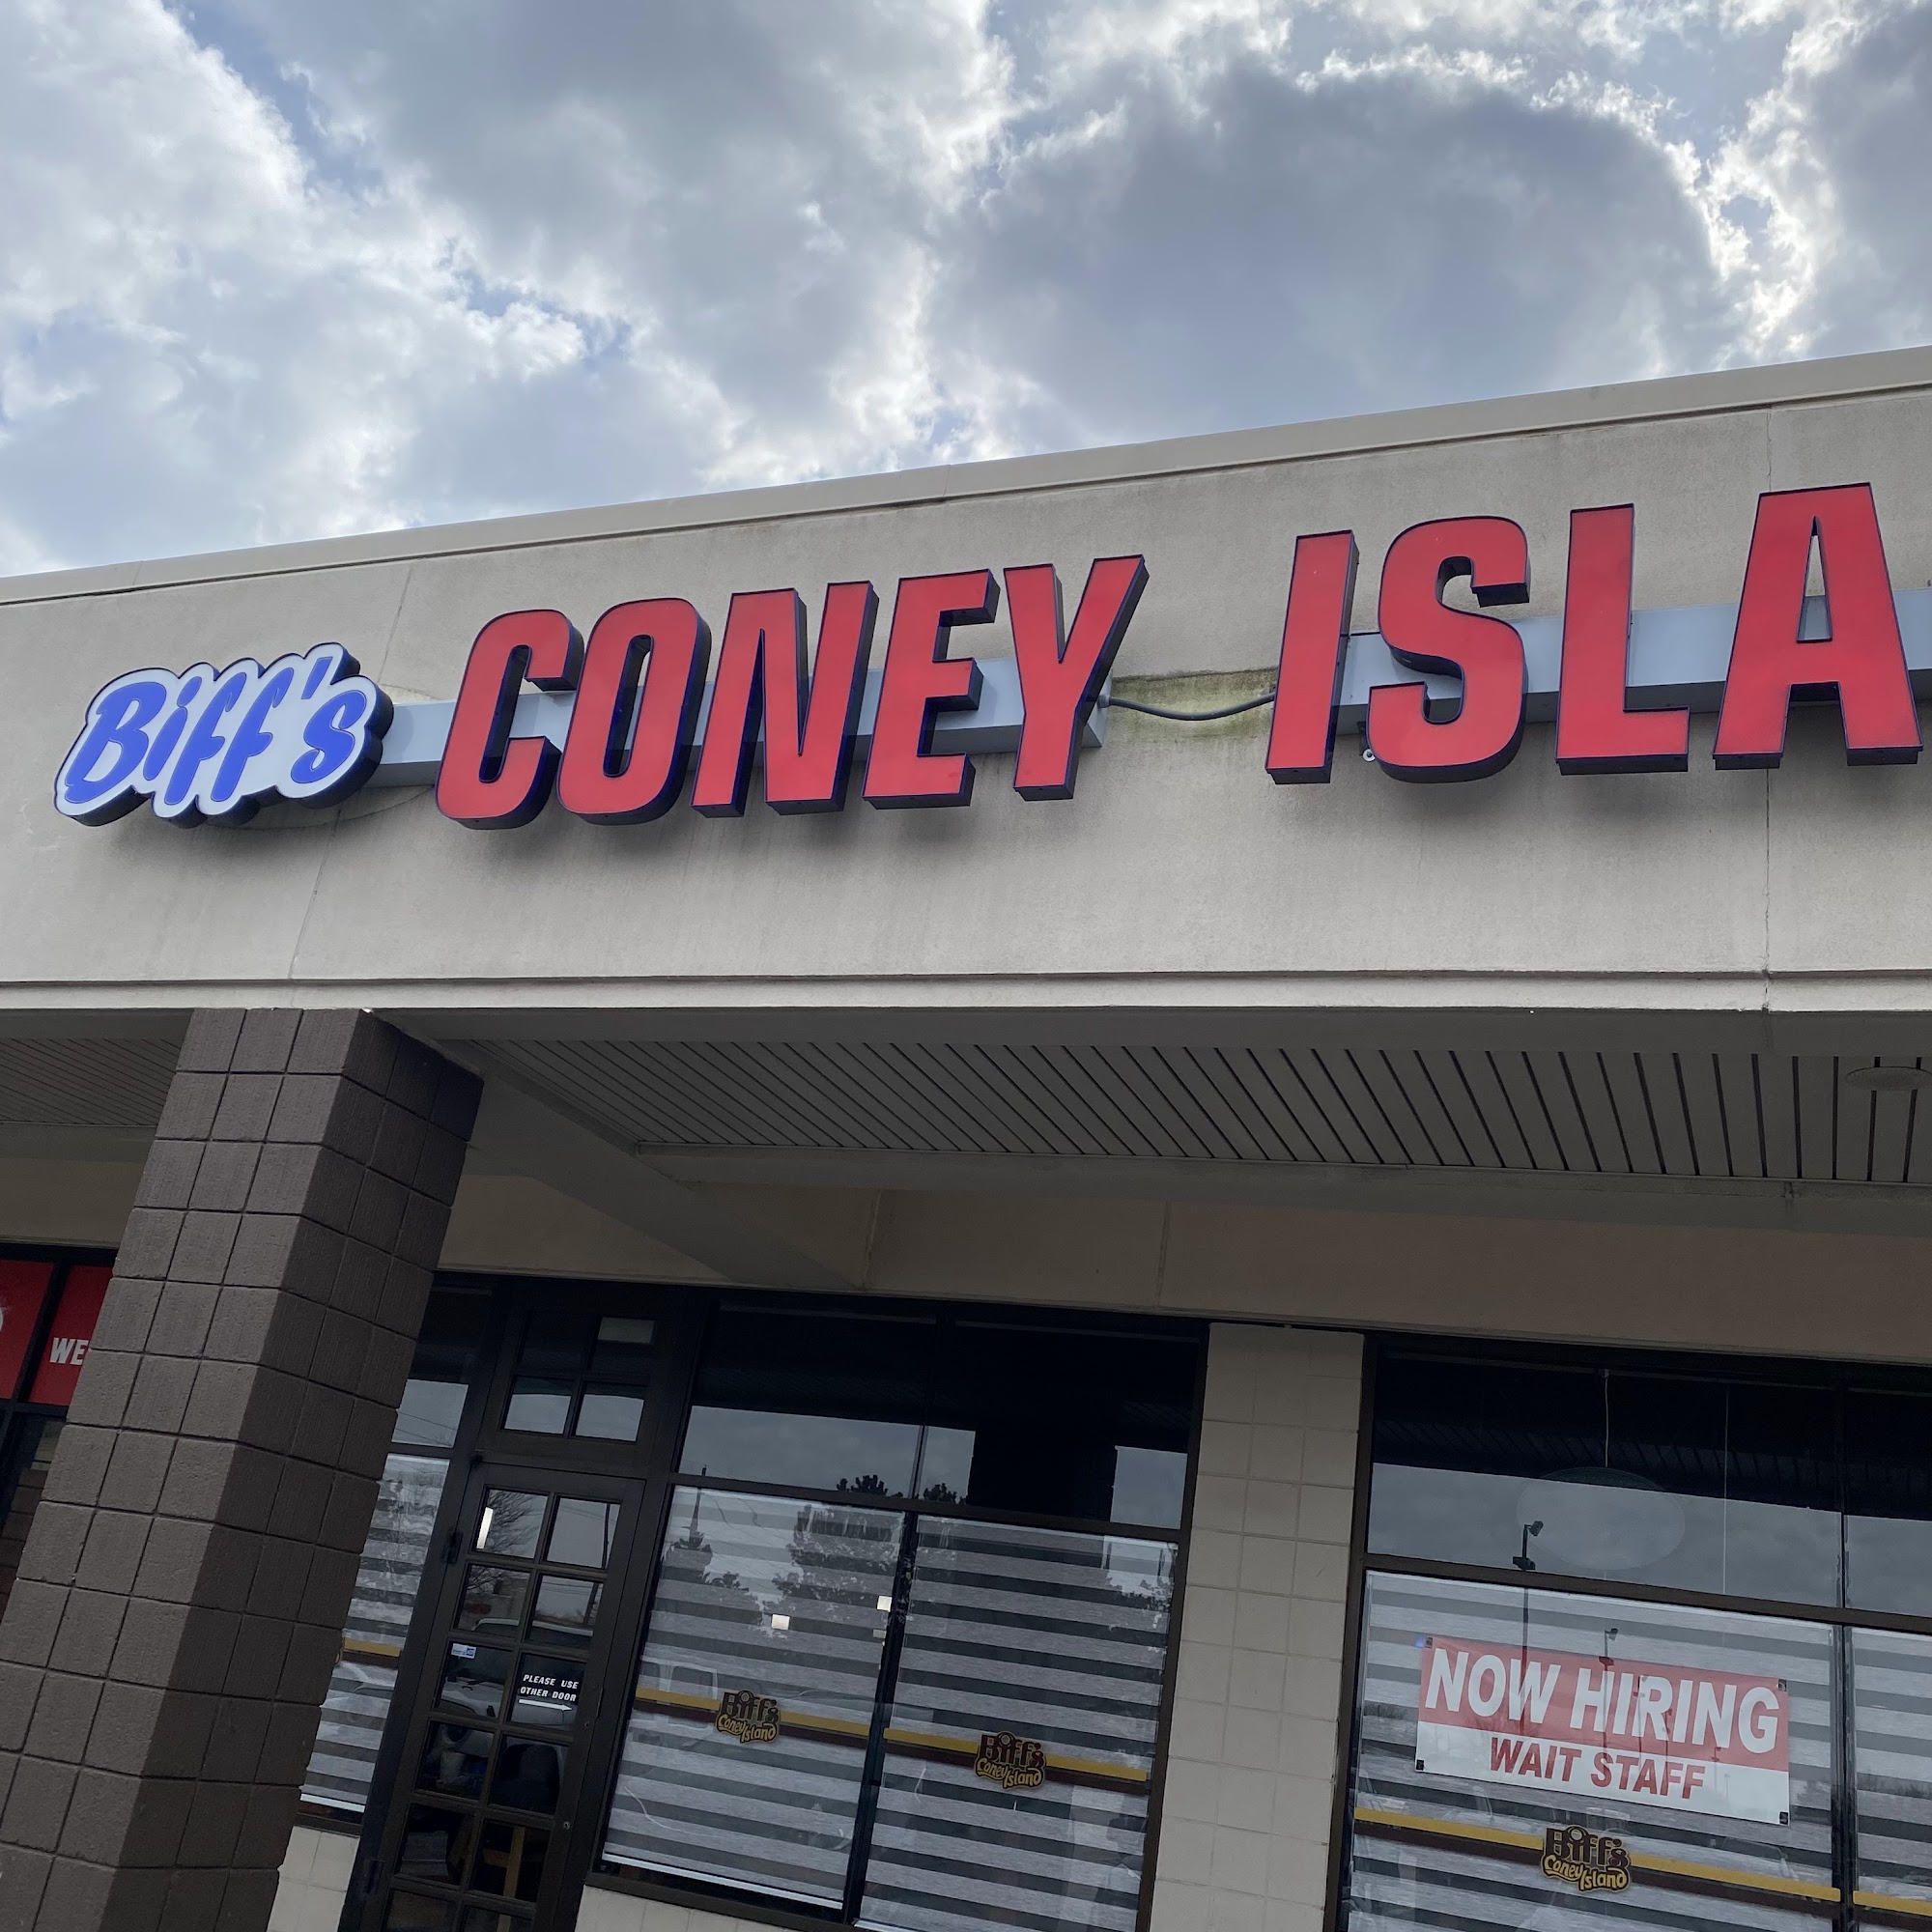 Biff's CONEY ISLA
WE
PLEASE USE
OTHER DOOR
Biff's
Coney Island
Biff's
Coney Island
NOW HIRING
WAIT STAFF
Biff's
Coney Island